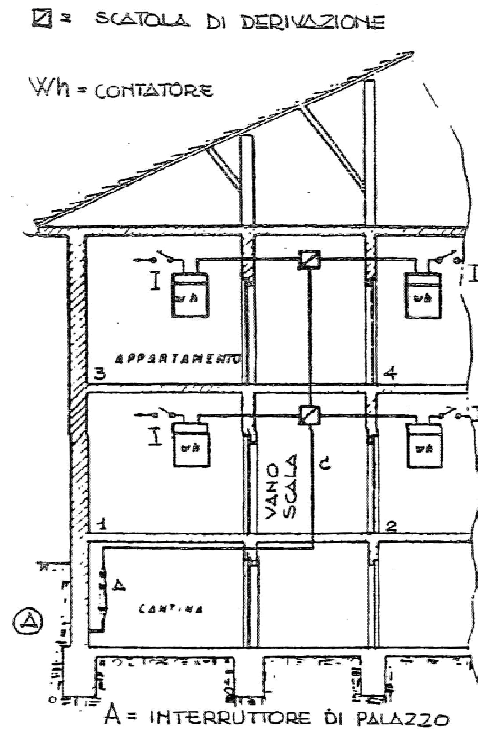 = SCATOLA DI DERIVAZIONE
Wh = CONTATORE
I
wh
I
wh
APPARTAMENTO
3
4
I
wh
I
wh
VANO
SCALA
C
1
2
A
CANTINA
A
A = INTERRUTTORE DI PALAZZO